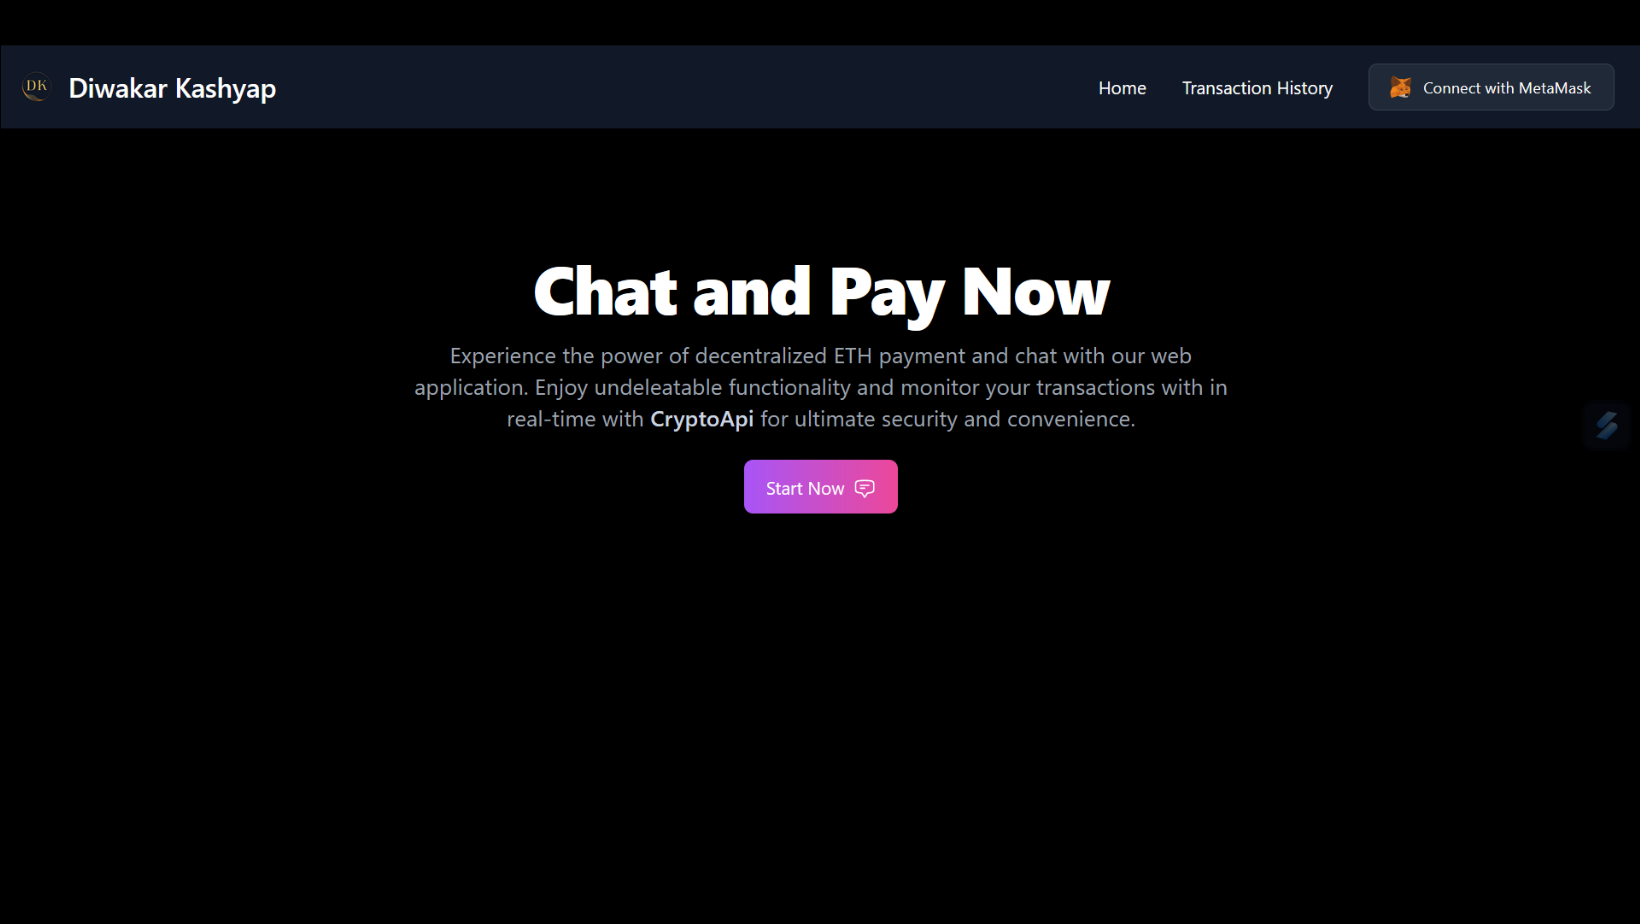 DK
Diwakar Kashyap
Home
Transaction History
Connect with MetaMask
Chat and Pay Now
Experience the power of decentralized ETH payment and chat with our web
application. Enjoy undeleatable functionality and monitor your transactions with in
real-time with CryptoApi for ultimate security and convenience.
Start Now